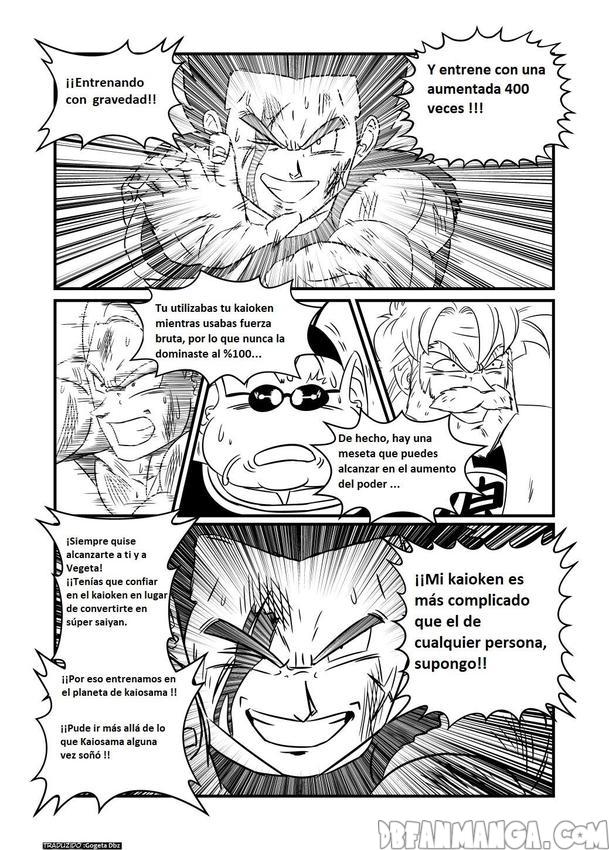 ¡¡Entrenando
con gravedad!!
Y entrene con una
aumentada 400
veces !!!
Tu utilizabas tu kaioken
mientras usabas fuerza
bruta, por lo que nunca la
dominaste al %100...
De hecho, hay una
meseta que puedes
alcanzar en el aumento
del poder ...
¡Siempre quise
alcanzarte a ti y a
Vegeta!
¡¡Tenías que confiar
en el kaioken en lugar
de convertirte en
súper saiyan.
¡¡Por eso entrenamos en
el planeta de kaiosama !!
¡¡Pude ir más allá de lo
que Kaiosama alguna
vez soñó !!
¡¡Mi kaioken es
más complicado
que el de
cualquier persona,
supongo!!
TRADUZIDO :Gogeta Dbz
DBFANMANGA.COM